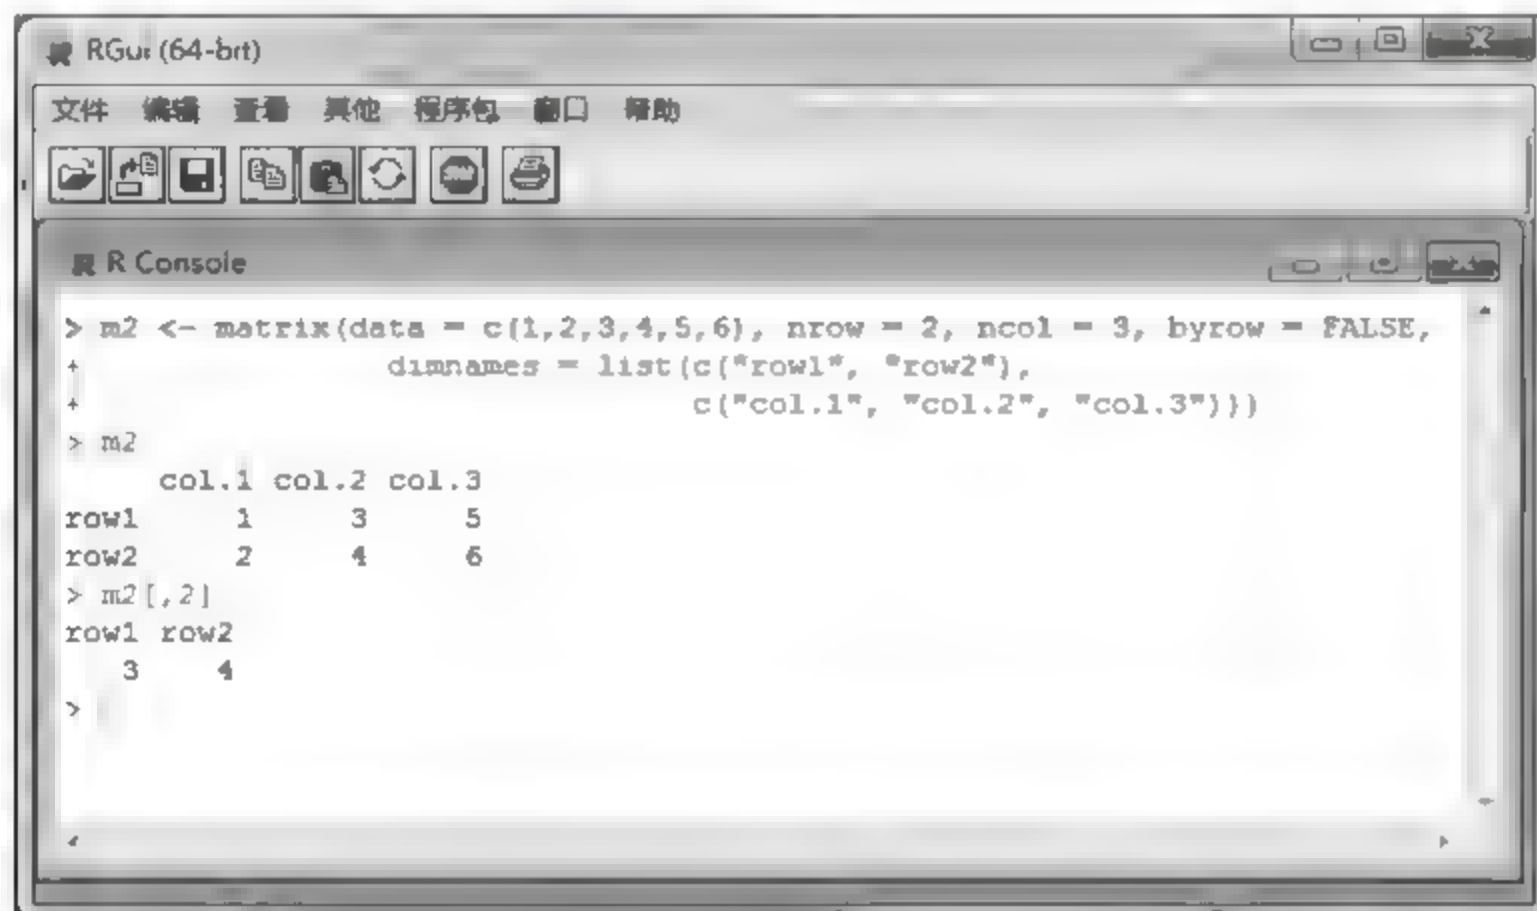 RGui (64-bit)
文件 编辑 查看 其他 程序包 窗口 帮助
STOP
R Console
> m2 <- matrix(data = c(1,2,3,4,5,6), nrow = 2, ncol = 3, byrow = FALSE,
+ dimnames = list(c("row1", "row2"),
+ c("col.1", "col.2", "col.3")))
> m2
col.1 col.2 col.3
row1 1 3 5
row2 2 4 6
> m2[,2]
row1 row2
3 4
>